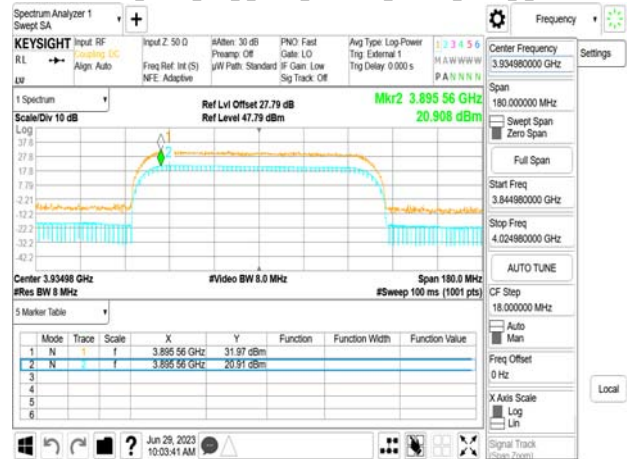 Spectrum Analyzer 1
Swept SA
Frequency
KEYSIGHT
Input: RF
Coupling: DC
Align: Auto
Input Z: 50 Ω
Freq Ref: Int (S)
NFE: Adaptive
#Atten: 30 dB
Preamp: Off
µW Path: Standard
PNO: Fast
Gate: LO
IF Gain: Low
Sig Track: Off
Avg Type: Log-Power
Trig: External 1
Trig Delay: 0.000 s
1 2 3 4 5 6
M A W W W W
P A N N N N
RL
1 Spectrum
Scale/Div 10 dB
Log
Ref Lvl Offset 27.79 dB
Ref Level 47.79 dBm
Mkr2 3.895 56 GHz
20.908 dBm
37.8
27.8
17.8
7.79
-2.21
-12.2
-22.2
-32.2
-42.2
1
2
Center 3.93498 GHz
#Res BW 8 MHz
#Video BW 8.0 MHz
Span 180.0 MHz
#Sweep 100 ms (1001 pts)
5 Marker Table
Mode Trace Scale X Y Function Function Width Function Value
1 N 1 f 3.895 56 GHz 31.97 dBm
2 N 2 f 3.895 56 GHz 20.91 dBm
3
4
5
6
Jun 29, 2023
10:03:41 AM
Center Frequency
3.934980000 GHz
Settings
Span
180.000000 MHz
Swept Span
Zero Span
Full Span
Start Freq
3.844980000 GHz
Stop Freq
4.024980000 GHz
AUTO TUNE
CF Step
18.000000 MHz
Auto
Man
Freq Offset
0 Hz
X Axis Scale
Log
Lin
Local
Signal Track
(Span Zoom)